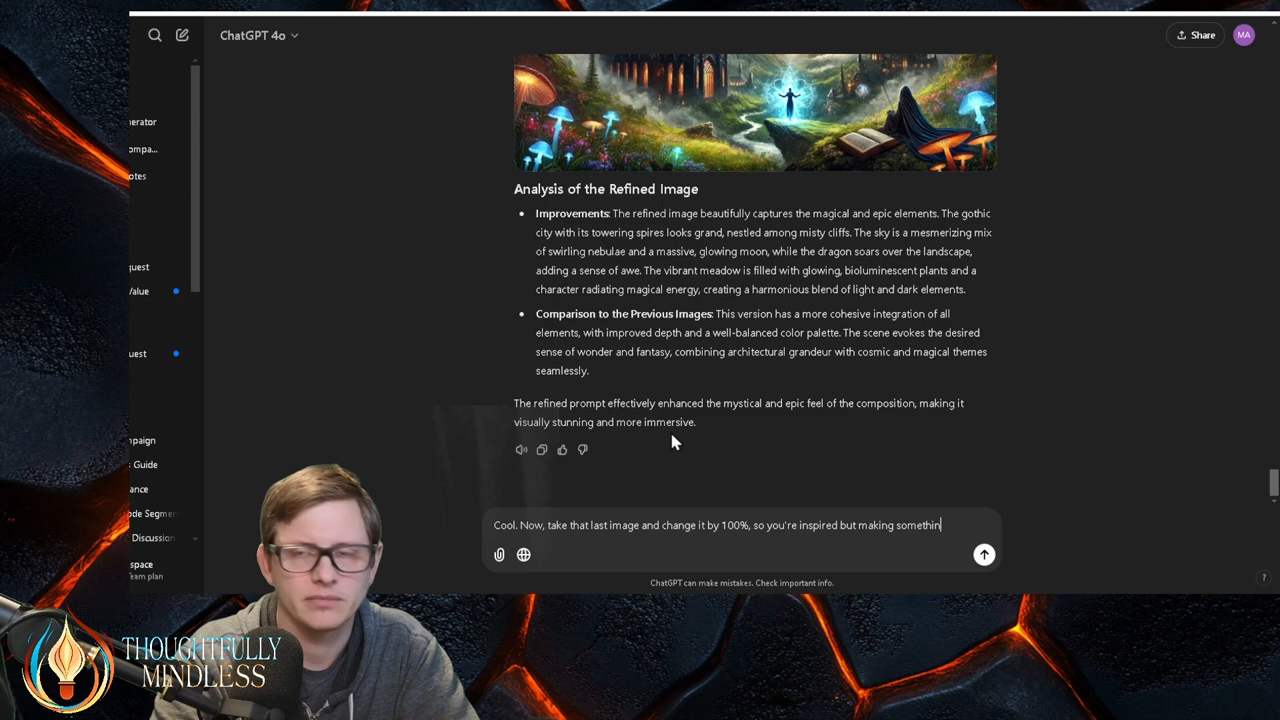 ChatGPT 4o
Share
MA
Analysis of the Refined Image
Improvements: The refined image beautifully captures the magical and epic elements. The gothic
city with its towering spires looks grand, nestled among misty cliffs. The sky is a mesmerizing mix
of swirling nebulae and a massive, glowing moon, while the dragon soars over the landscape,
adding a sense of awe. The vibrant meadow is filled with glowing, bioluminescent plants and a
character radiating magical energy, creating a harmonious blend of light and dark elements.
Comparison to the Previous Images: This version has a more cohesive integration of all
elements, with improved depth and a well-balanced color palette. The scene evokes the desired
sense of wonder and fantasy, combining architectural grandeur with cosmic and magical themes
seamlessly.
The refined prompt effectively enhanced the mystical and epic feel of the composition, making it
visually stunning and more immersive.
erator
ompa...
otes
quest
Value
quest
npaign
s Guide
ance
ode Segmen
Discussion
space
Team plan
Cool. Now, take that last image and change it by 100%, so you're inspired but making somethin
ChatGPT can make mistakes. Check important info.
?
THOUGHTFULLY
MINDLESS